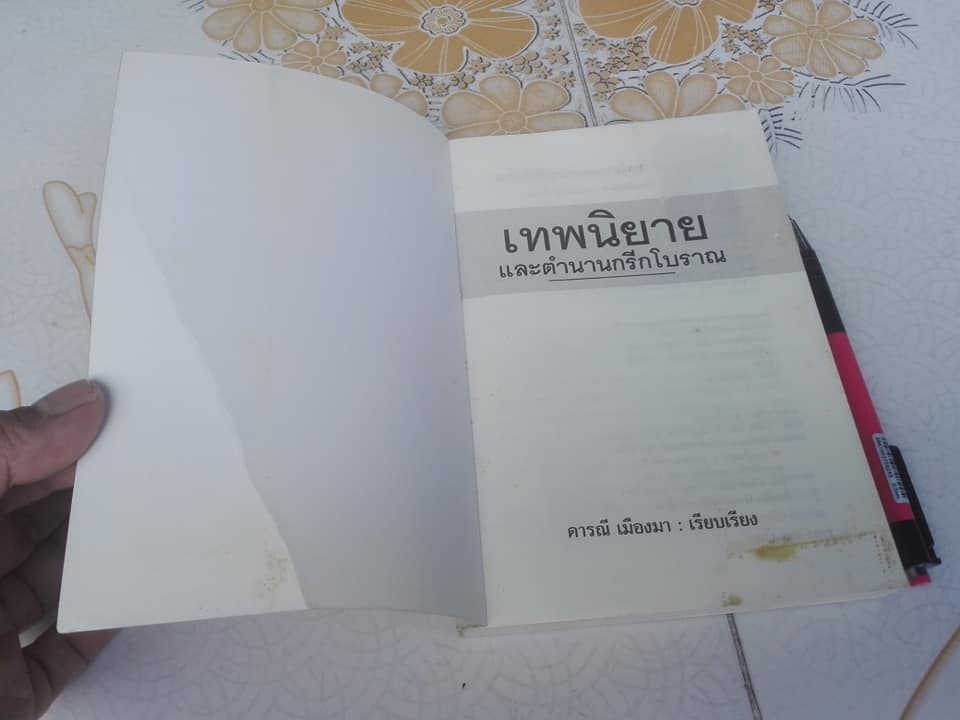 เทพนิยาย
และตำนานกรีกโบราณ
ดารณี เมืองมา : เรียบเรียง